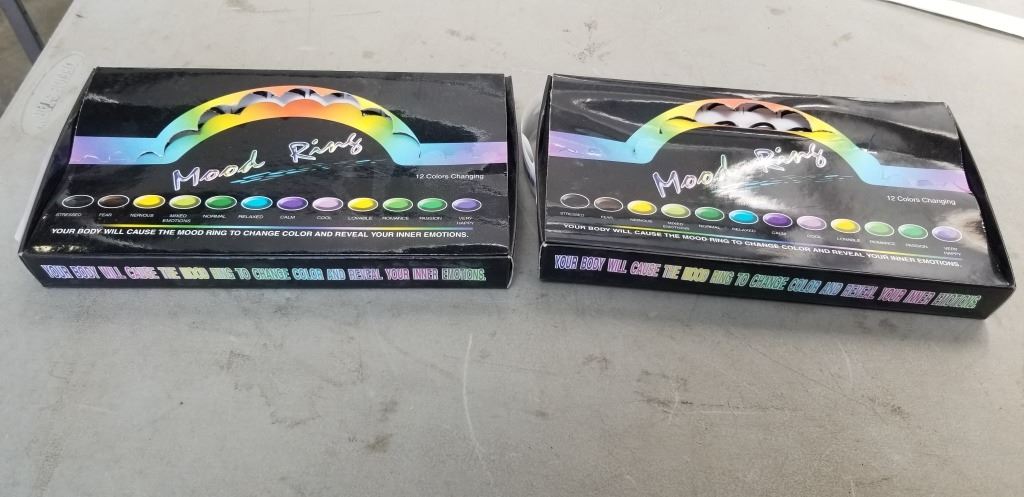 Mood Ring
12 Colors Changing
STRESSED FEAR NERVOUS MIXED EMOTIONS NORMAL RELAXED CALM COOL LOVABLE ROMANCE PASSION VERY HAPPY
YOUR BODY WILL CAUSE THE MOOD RING TO CHANGE COLOR AND REVEAL YOUR INNER EMOTIONS.
YOUR BODY WILL CAUSE THE MOOD RING TO CHANGE COLOR AND REVEAL YOUR INNER EMOTIONS.
Mood Ring
12 Colors Changing
STRESSED FEAR NERVOUS MIXED EMOTIONS NORMAL RELAXED CALM COOL LOVABLE ROMANCE PASSION VERY HAPPY
YOUR BODY WILL CAUSE THE MOOD RING TO CHANGE COLOR AND REVEAL YOUR INNER EMOTIONS.
YOUR BODY WILL CAUSE THE MOOD RING TO CHANGE COLOR AND REVEAL YOUR INNER EMOTIONS